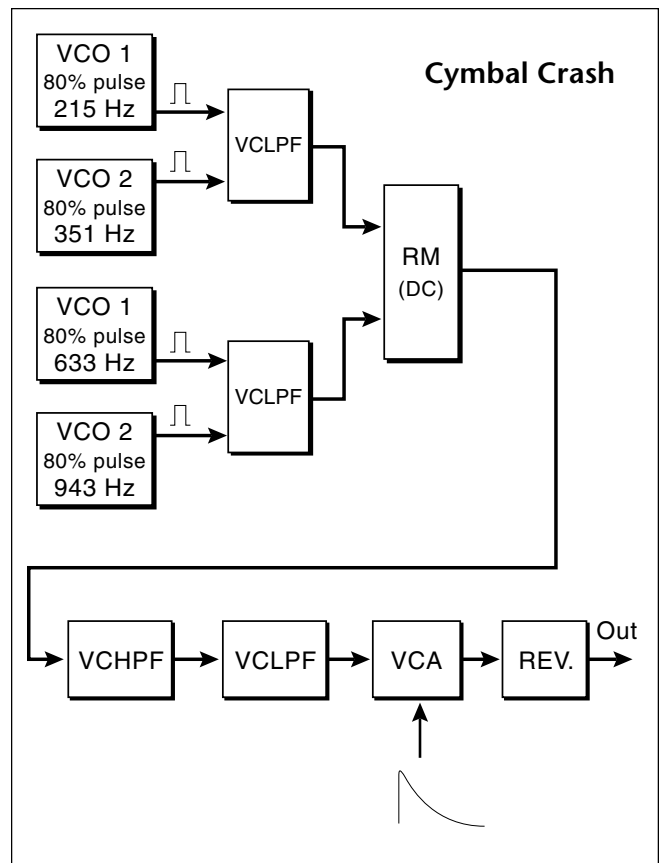 Cymbal Crash
VCO 1
80% pulse
215 Hz
VCLPF
VCO 2
80% pulse
351 Hz
RM
(DC)
VCO 1
80% pulse
633 Hz
VCLPF
VCO 2
80% pulse
943 Hz
VCHPF
VCLPF
VCA
REV.
Out